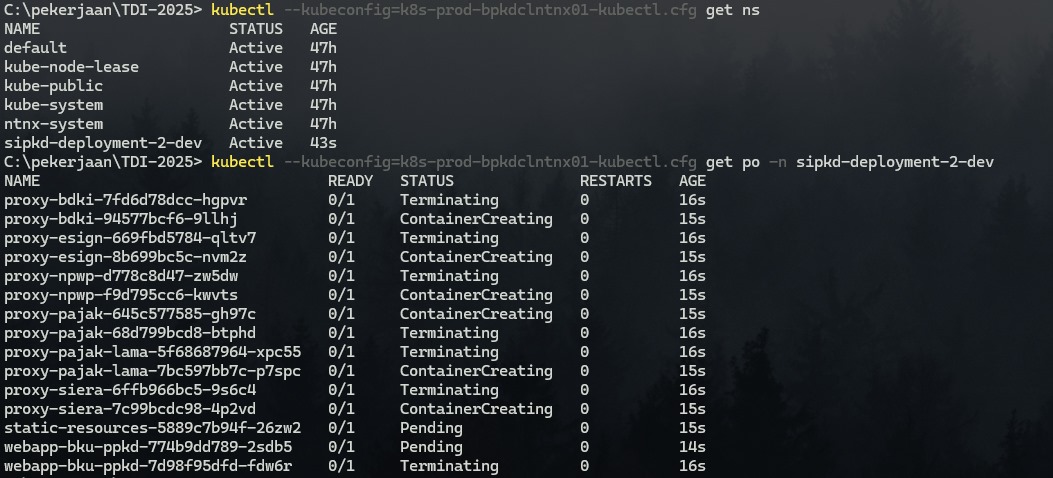 C:\pekerjaan\TDI-2025> kubectl --kubeconfig=k8s-prod-bpkdclntnx01-kubectl.cfg get ns
NAME STATUS AGE
default Active 47h
kube-node-lease Active 47h
kube-public Active 47h
kube-system Active 47h
ntnx-system Active 47h
sipkd-deployment-2-dev Active 43s
C:\pekerjaan\TDI-2025> kubectl --kubeconfig=k8s-prod-bpkdclntnx01-kubectl.cfg get po -n sipkd-deployment-2-dev
NAME READY STATUS RESTARTS AGE
proxy-bdki-7fd6d78dcc-hgpvr 0/1 Terminating 0 16s
proxy-bdki-94577bcf6-9llhj 0/1 ContainerCreating 0 15s
proxy-esign-669fbd5784-qltv7 0/1 Terminating 0 16s
proxy-esign-8b699bc5c-nvm2z 0/1 ContainerCreating 0 15s
proxy-npwp-d778c8d47-zw5dw 0/1 Terminating 0 16s
proxy-npwp-f9d795cc6-kwvts 0/1 ContainerCreating 0 15s
proxy-pajak-645c577585-gh97c 0/1 ContainerCreating 0 15s
proxy-pajak-68d799bcd8-btphd 0/1 Terminating 0 16s
proxy-pajak-lama-5f68687964-xpc55 0/1 Terminating 0 16s
proxy-pajak-lama-7bc597bb7c-p7spc 0/1 ContainerCreating 0 15s
proxy-siera-6ffb966bc5-9s6c4 0/1 Terminating 0 16s
proxy-siera-7c99bcdc98-4p2vd 0/1 ContainerCreating 0 15s
static-resources-5889c7b94f-26zw2 0/1 Pending 0 15s
webapp-bku-ppkd-774b9dd789-2sdb5 0/1 Pending 0 14s
webapp-bku-ppkd-7d98f95dfd-fdw6r 0/1 Terminating 0 16s